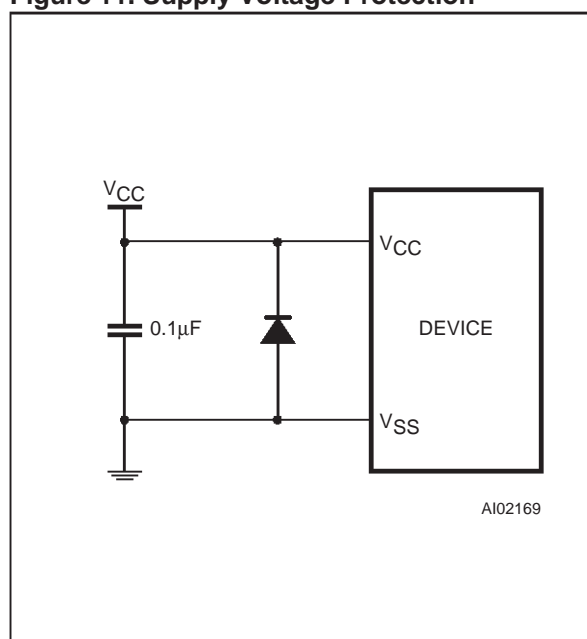 Figure 11. Supply Voltage Protection
VCC
VCC
0.1µF
DEVICE
VSS
AI02169